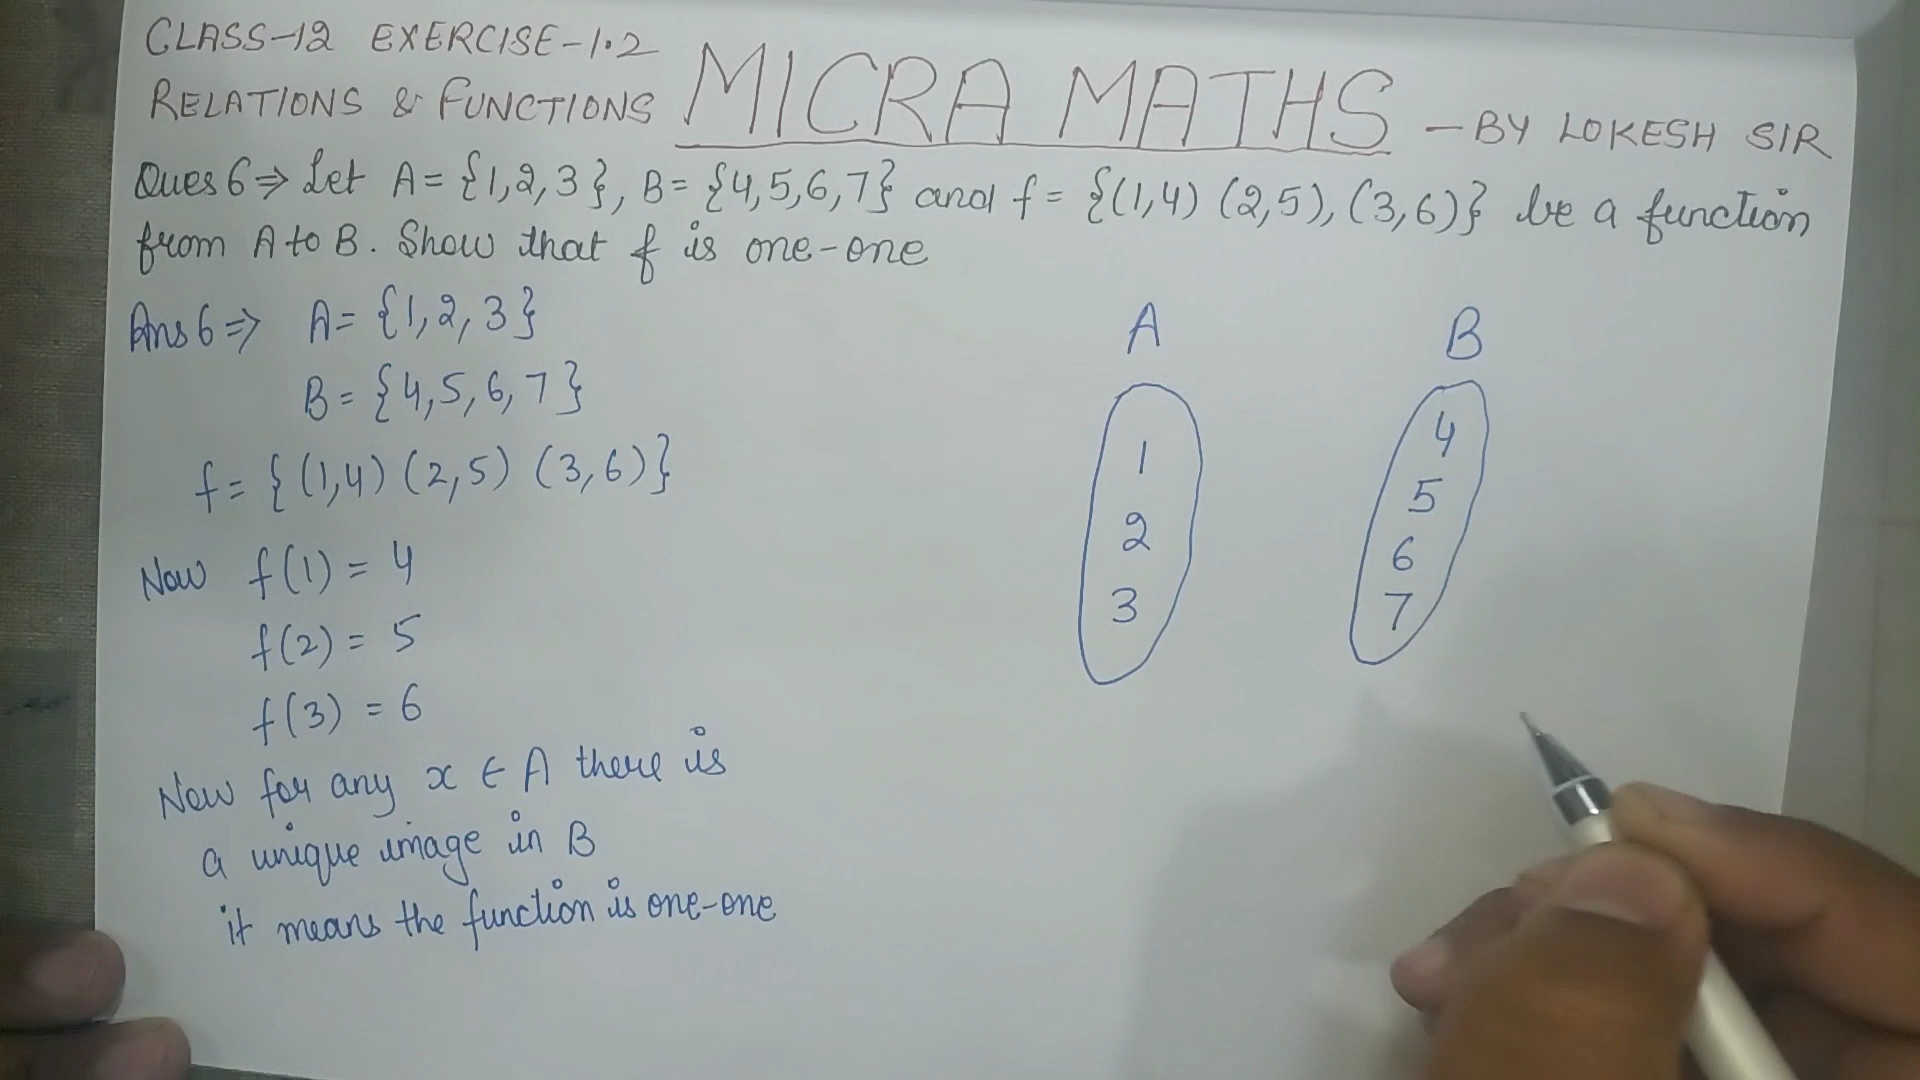 CLASS-12 EXERCISE-1.2
RELATIONS & FUNCTIONS
MICRA MATHS
-BY LOKESH SIR
Ques 6⇒ Let A= {1,2,3}, B= {4,5,6,7} and f= {(1,4) (2,5), (3,6)} be a function
from A to B. Show that f is one-one
Ans 6⇒ A= {1,2,3}
B= {4,5,6,7}
f= {(1,4) (2,5) (3,6)}
Now f(1) = 4
f(2) = 5
f(3) = 6
Now for any x ∈ A there is
a unique image in B
it means the function is one-one
A
1
2
3
B
4
5
6
7